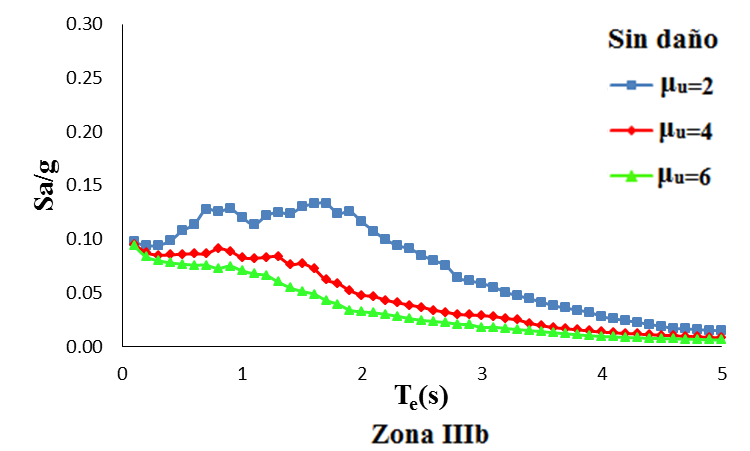 0.30
0.25
0.20
0.15
0.10
0.05
0.00
Sa/g
Sin daño
μu=2
μu=4
μu=6
0 1 2 3 4 5
Te(s)
Zona IIIb